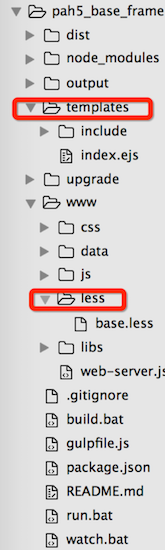 pah5_base_frame
dist
node_modules
output
templates
include
index.ejs
upgrade
www
css
data
js
less
base.less
libs
web-server.js
.gitignore
build.bat
gulpfile.js
package.json
README.md
run.bat
watch.bat